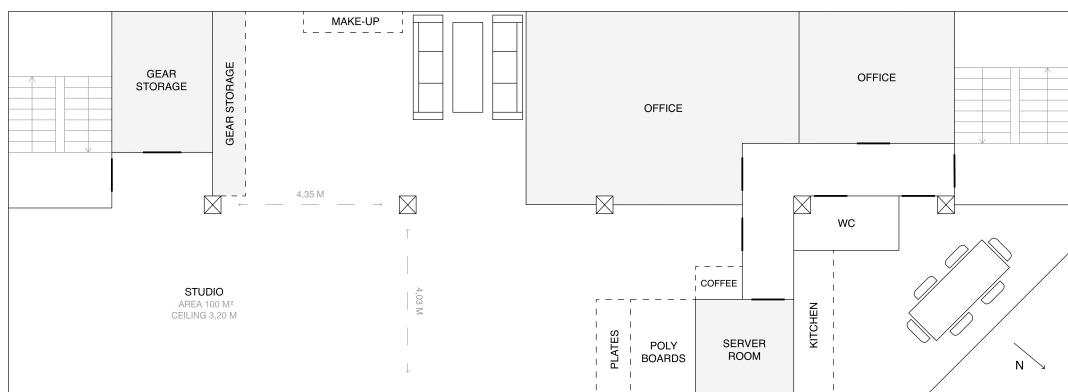 MAKE-UP
GEAR
STORAGE
GEAR STORAGE
OFFICE
OFFICE
4,35 M
WC
STUDIO
AREA 100 M²
CEILING 3,20 M
4,03 M
COFFEE
PLATES
POLY
BOARDS
SERVER
ROOM
KITCHEN
N